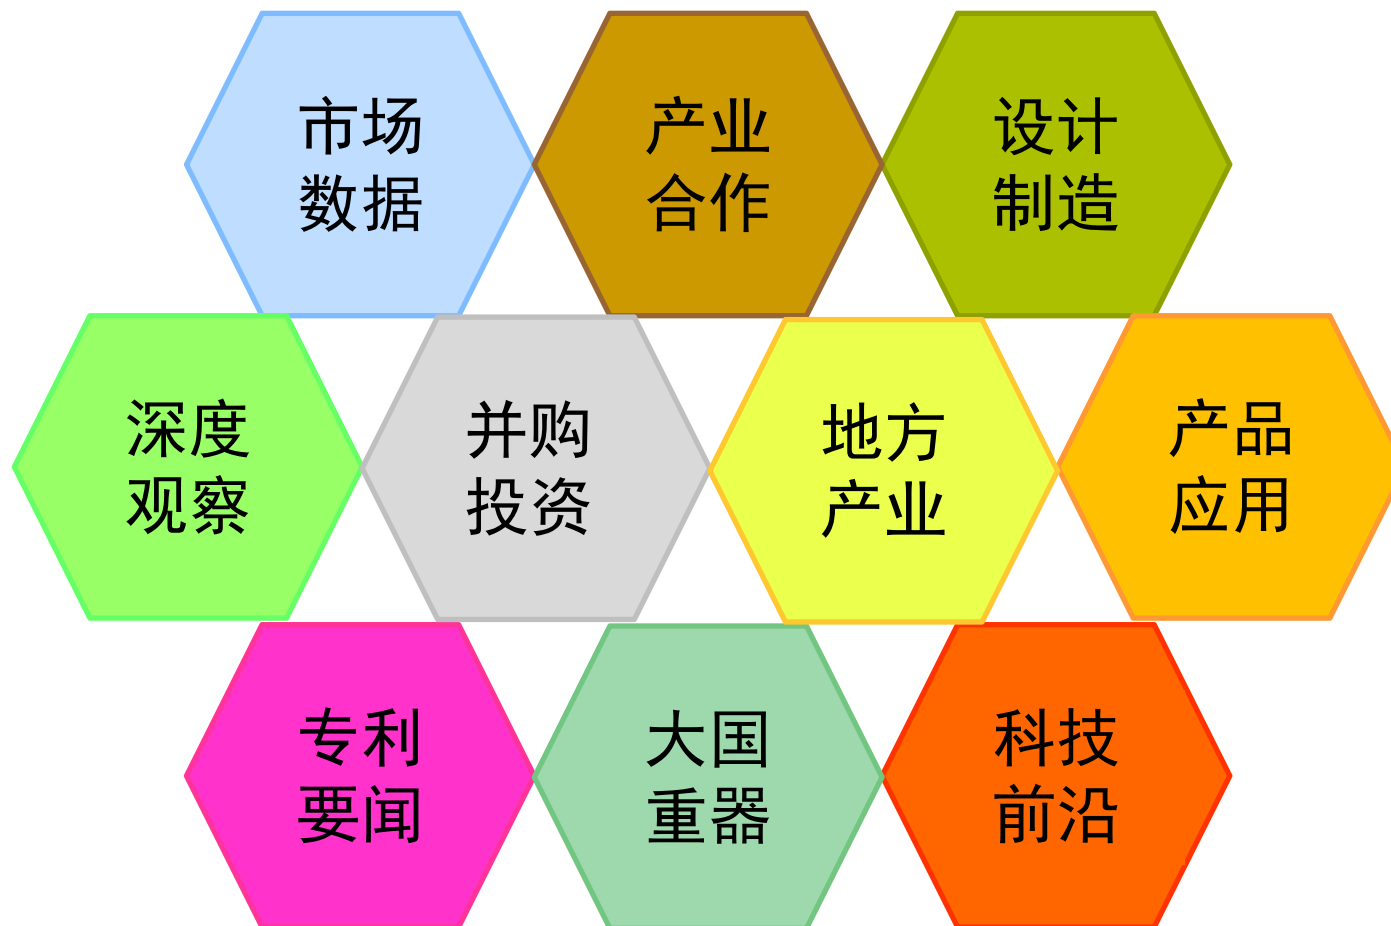 市场
数据
产业
合作
设计
制造
深度
观察
并购
投资
地方
产业
产品
应用
专利
要闻
大国
重器
科技
前沿